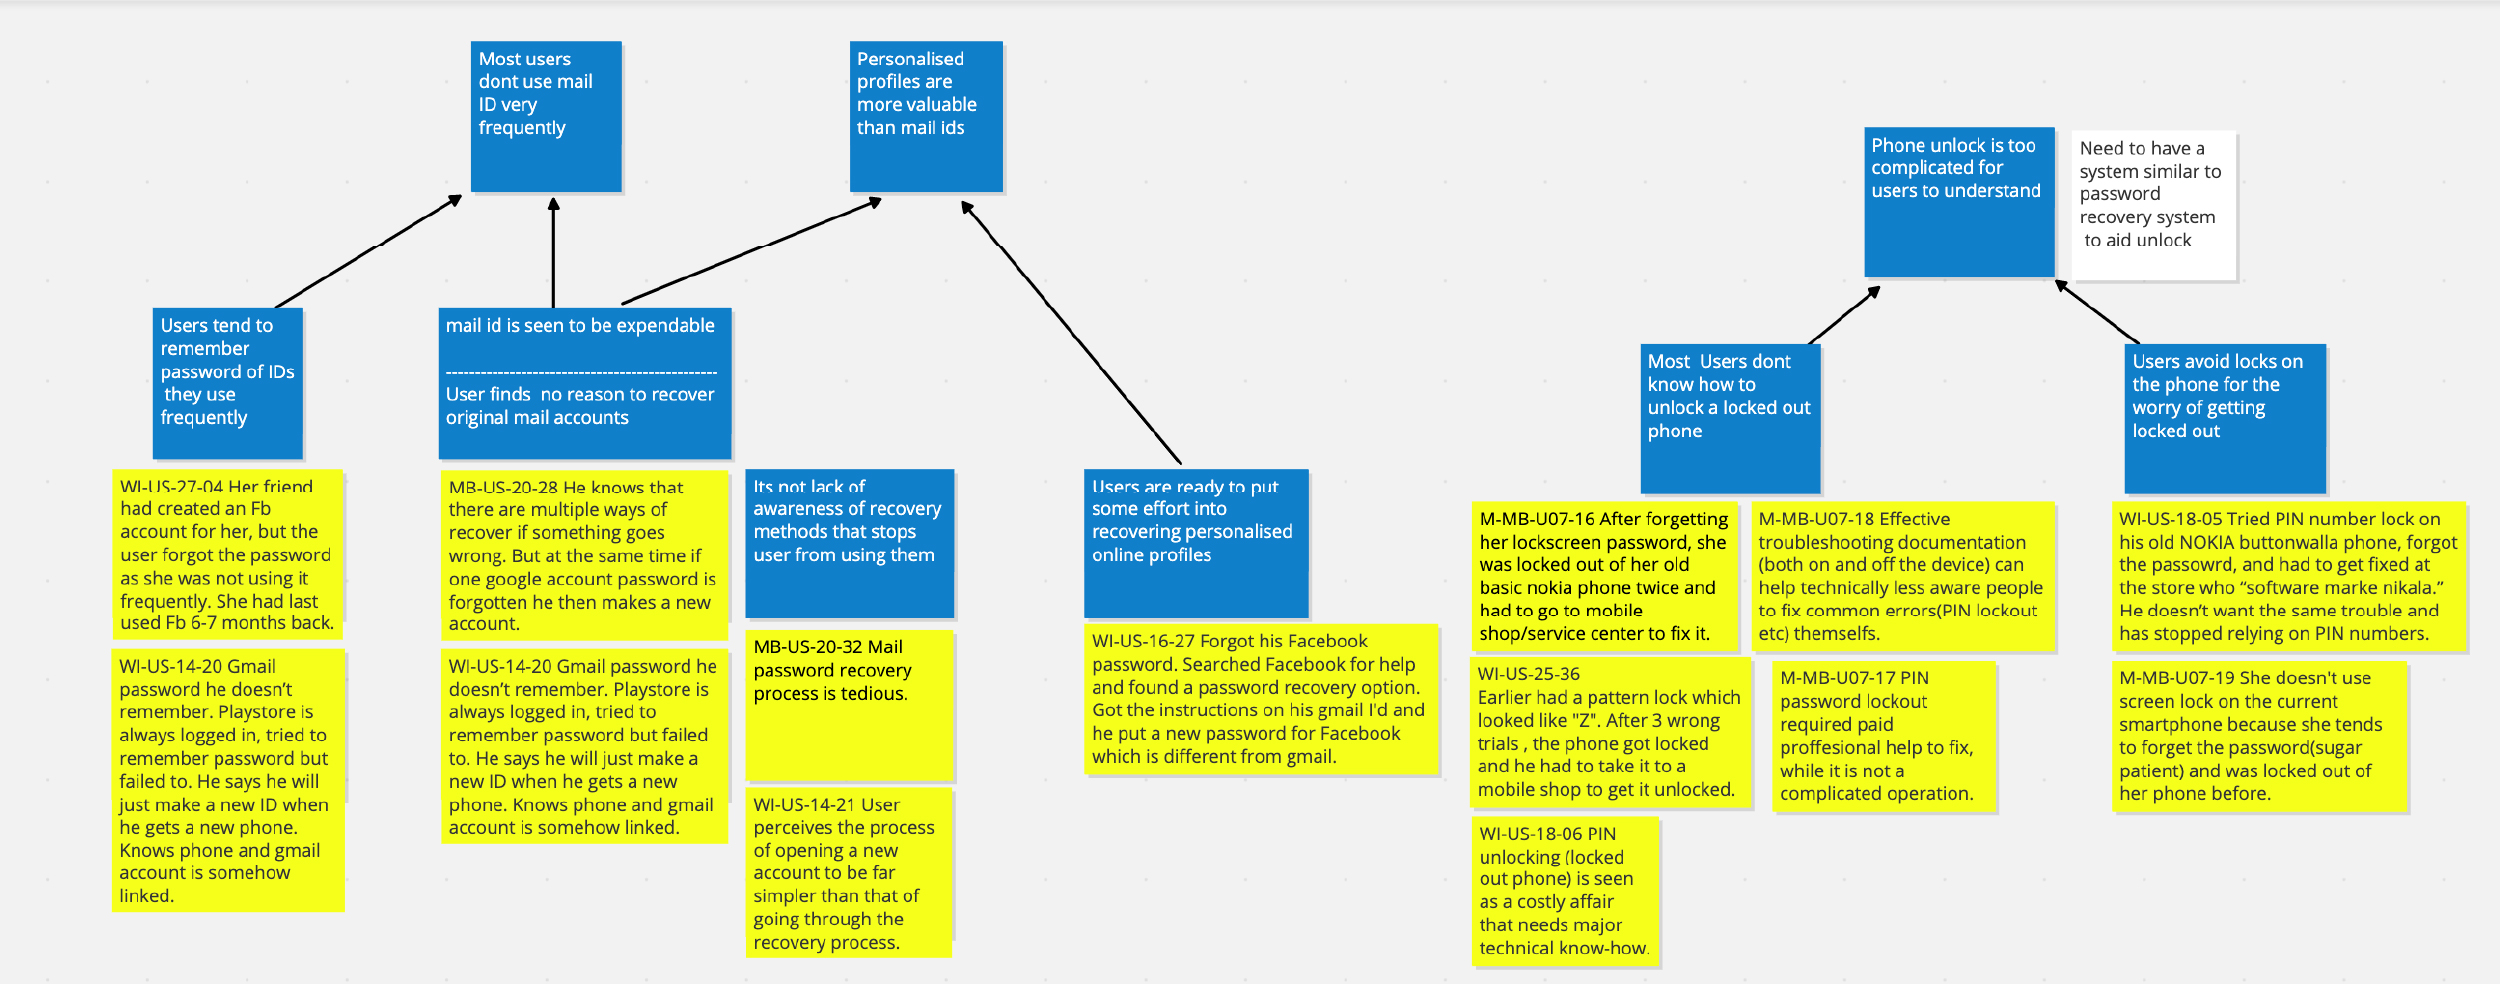 Most users
dont use mail
ID very
frequently
Personalised
profiles are
more valuable
than mail ids
Phone unlock is too
complicated for
users to understand
Need to have a
system similar to
password
recovery system
to aid unlock
Users tend to
remember
password of IDs
they use
frequently
mail id is seen to be expendable
-----------------------------------------------
User finds  no reason to recover
original mail accounts
Most  Users dont
know how to
unlock a locked out
phone
Users avoid locks on
the phone for the
worry of getting
locked out
WI-US-27-04 Her friend
had created an Fb
account for her, but the
user forgot the password
as she was not using it
frequently. She had last
used Fb 6-7 months back.
WI-US-14-20 Gmail
password he doesn’t
remember. Playstore is
always logged in, tried to
remember password but
failed to. He says he will
just make a new ID when
he gets a new phone.
Knows phone and gmail
account is somehow
linked.
MB-US-20-28 He knows that
there are multiple ways of
recover if something goes
wrong. But at the same time if
one google account password is
forgotten he then makes a new
account.
WI-US-14-20 Gmail password he
doesn’t remember. Playstore is
always logged in, tried to
remember password but failed
to. He says he will just make a
new ID when he gets a new
phone. Knows phone and gmail
account is somehow linked.
Its not lack of
awareness of recovery
methods that stops
user from using them
MB-US-20-32 Mail
password recovery
process is tedious.
WI-US-14-21 User
perceives the process
of opening a new
account to be far
simpler than that of
going through the
recovery process.
Users are ready to put
some effort into
recovering personalised
online profiles
WI-US-16-27 Forgot his Facebook
password. Searched Facebook for help
and found a password recovery option.
Got the instructions on his gmail I'd and
he put a new password for Facebook
which is different from gmail.
M-MB-U07-16 After forgetting
her lockscreen password, she
was locked out of her old
basic nokia phone twice and
had to go to mobile
shop/service center to fix it.
M-MB-U07-18 Effective
troubleshooting documentation
(both on and off the device) can
help technically less aware people
to fix common errors(PIN lockout
etc) themselfs.
WI-US-25-36
Earlier had a pattern lock which
looked like "Z". After 3 wrong
trials , the phone got locked
and he had to take it to a
mobile shop to get it unlocked.
M-MB-U07-17 PIN
password lockout
required paid
proffesional help to fix,
while it is not a
complicated operation.
WI-US-18-06 PIN
unlocking (locked
out phone) is seen
as a costly affair
that needs major
technical know-how.
WI-US-18-05 Tried PIN number lock on
his old NOKIA buttonwalla phone, forgot
the passowrd, and had to get fixed at
the store who “software marke nikala.”
He doesn’t want the same trouble and
has stopped relying on PIN numbers.
M-MB-U07-19 She doesn't use
screen lock on the current
smartphone because she tends
to forget the password(sugar
patient) and was locked out of
her phone before.